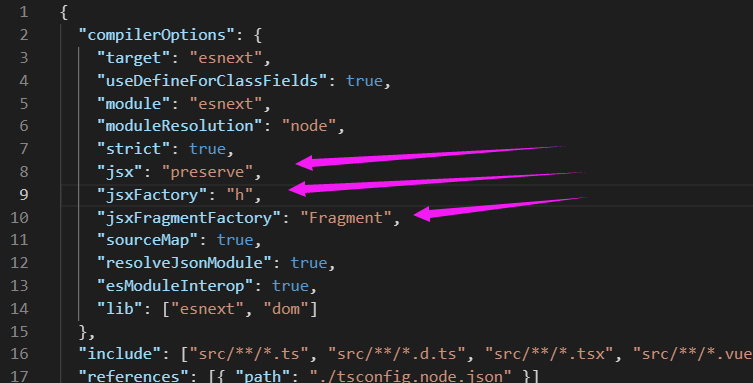 1 {
2 "compilerOptions": {
3 "target": "esnext",
4 "useDefineForClassFields": true,
5 "module": "esnext",
6 "moduleResolution": "node",
7 "strict": true,
8 "jsx": "preserve",
9 "jsxFactory": "h",
10 "jsxFragmentFactory": "Fragment",
11 "sourceMap": true,
12 "resolveJsonModule": true,
13 "esModuleInterop": true,
14 "lib": ["esnext", "dom"]
15 },
16 "include": ["src/**/*.ts", "src/**/*.d.ts", "src/**/*.tsx", "src/**/*.vue
17 "references": [{ "path": "./tsconfig.node.json" }]